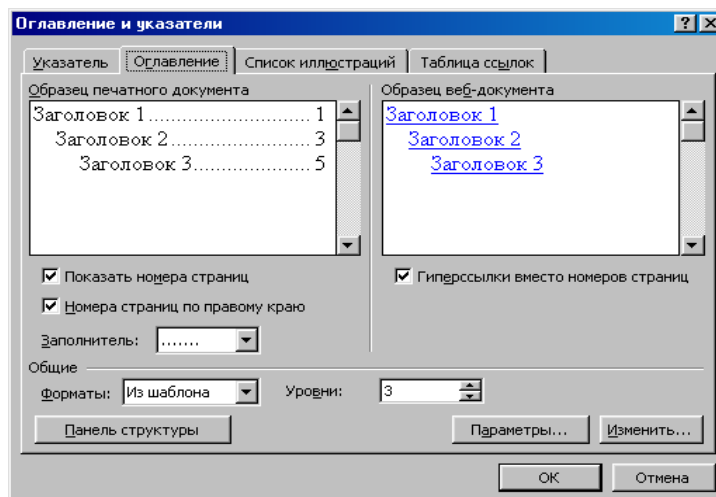 Оглавление и указатели
Указатель Оглавление Список иллюстраций Таблица ссылок
Образец печатного документа Образец веб-документа
Заголовок 1.......................... 1 Заголовок 1
Заголовок 2....................... 3 Заголовок 2
Заголовок 3.................... 5 Заголовок 3
Показать номера страниц Гиперссылки вместо номеров страниц
Номера страниц по правому краю
Заполнитель: .......
Общие
Форматы: Из шаблона Уровни: 3
Панель структуры Параметры... Изменить...
ОК Отмена